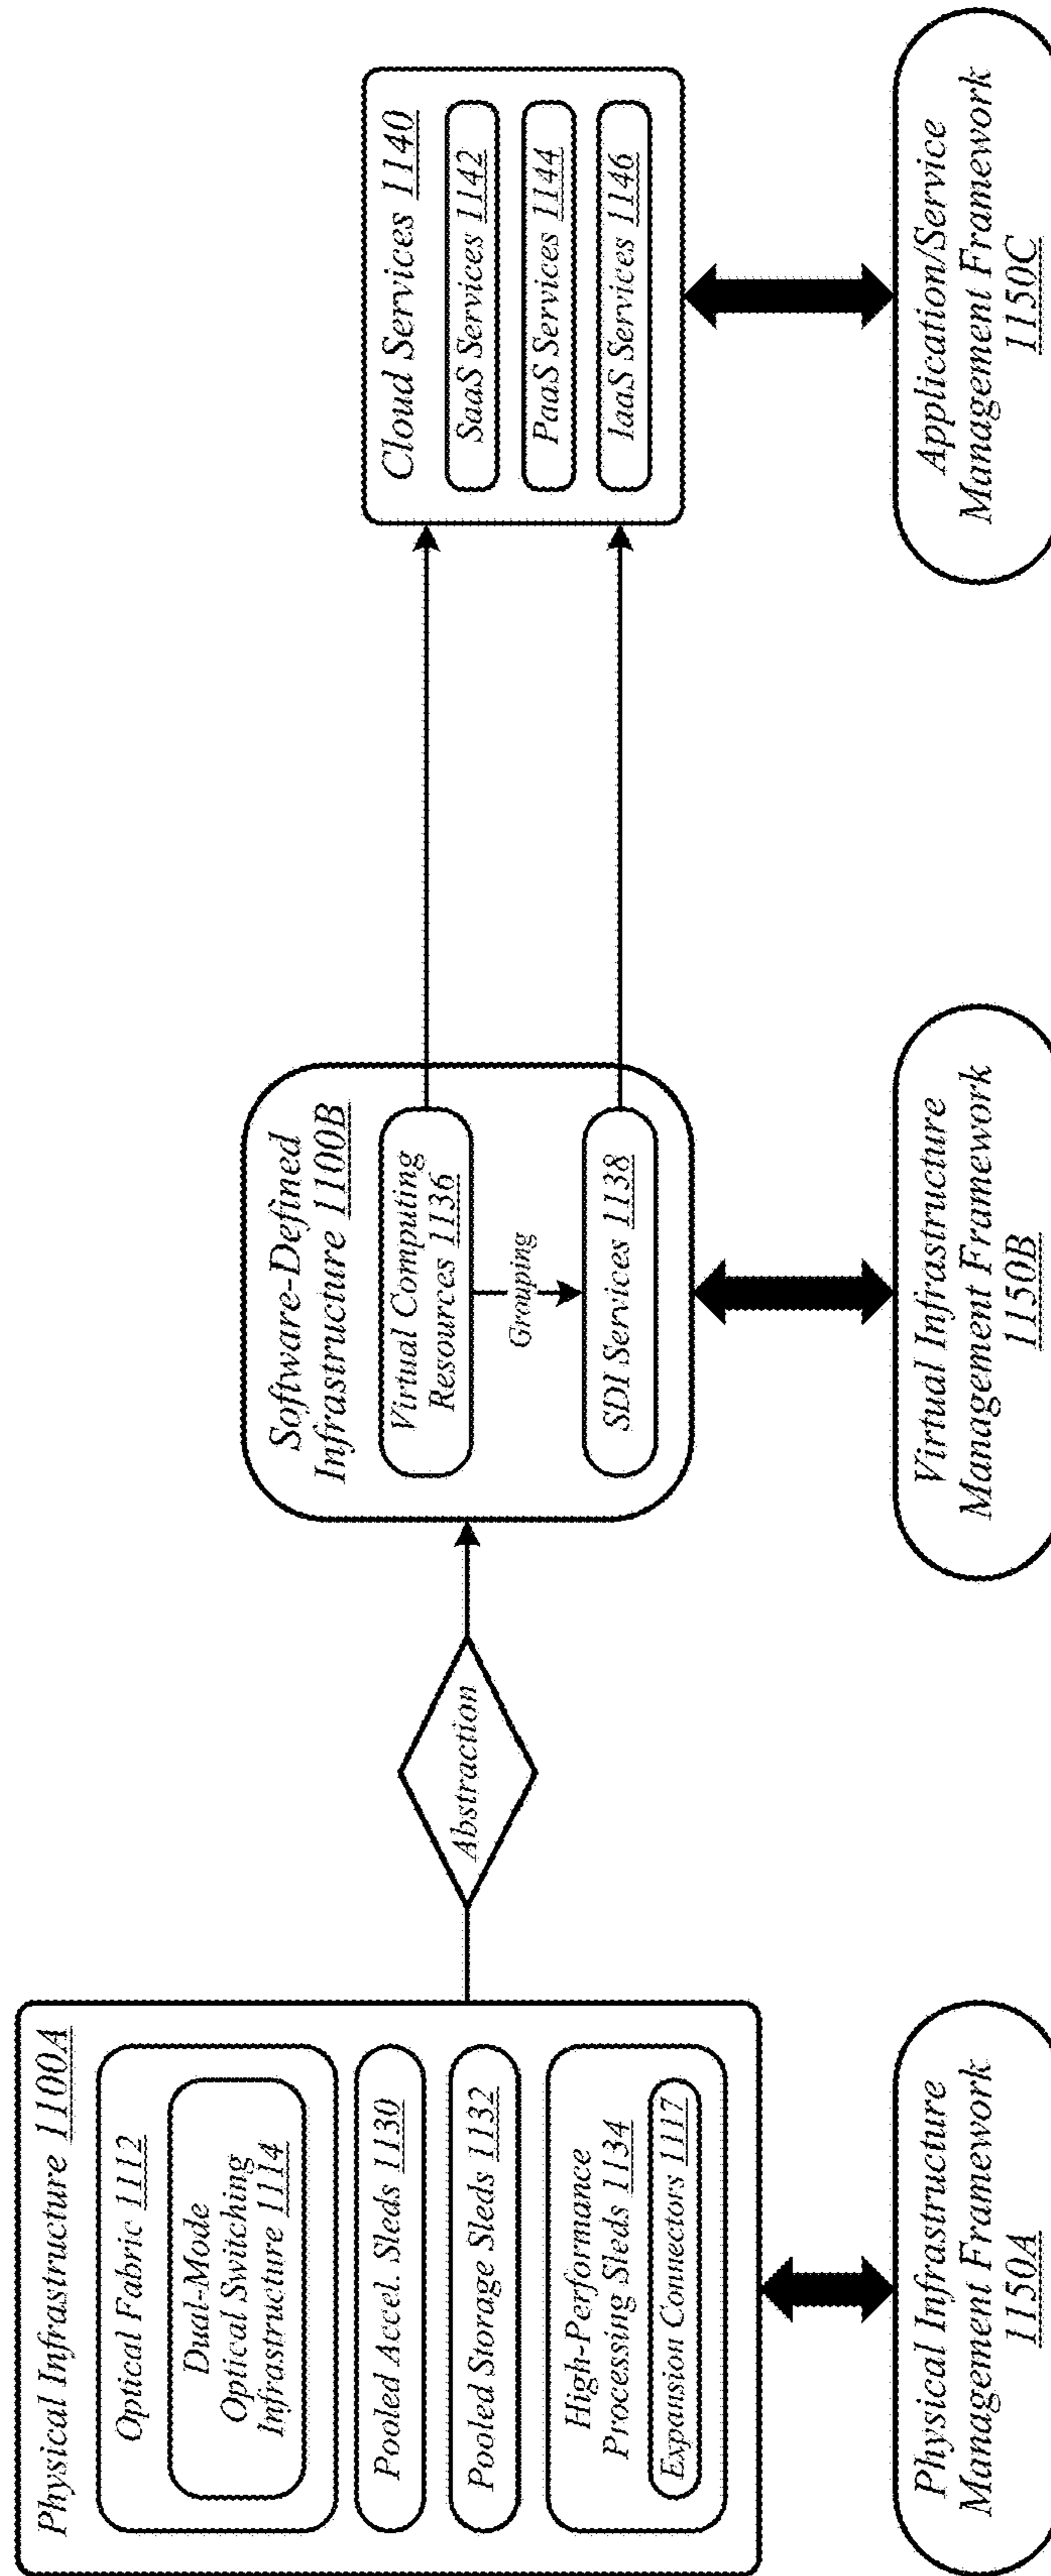 Physical Infrastructure 1100A
Optical Fabric 1112
Dual-Mode
Optical Switching
Infrastructure 1114
Pooled Accel. Sleds 1130
Pooled Storage Sleds 1132
High-Performance
Processing Sleds 1134
Expansion Connectors 1117
Physical Infrastructure
Management Framework
1150A
Abstraction
Software-Defined
Infrastructure 1100B
Virtual Computing
Resources 1136
Grouping
SDI Services 1138
Virtual Infrastructure
Management Framework
1150B
Cloud Services 1140
SaaS Services 1142
PaaS Services 1144
IaaS Services 1146
Application/Service
Management Framework
1150C